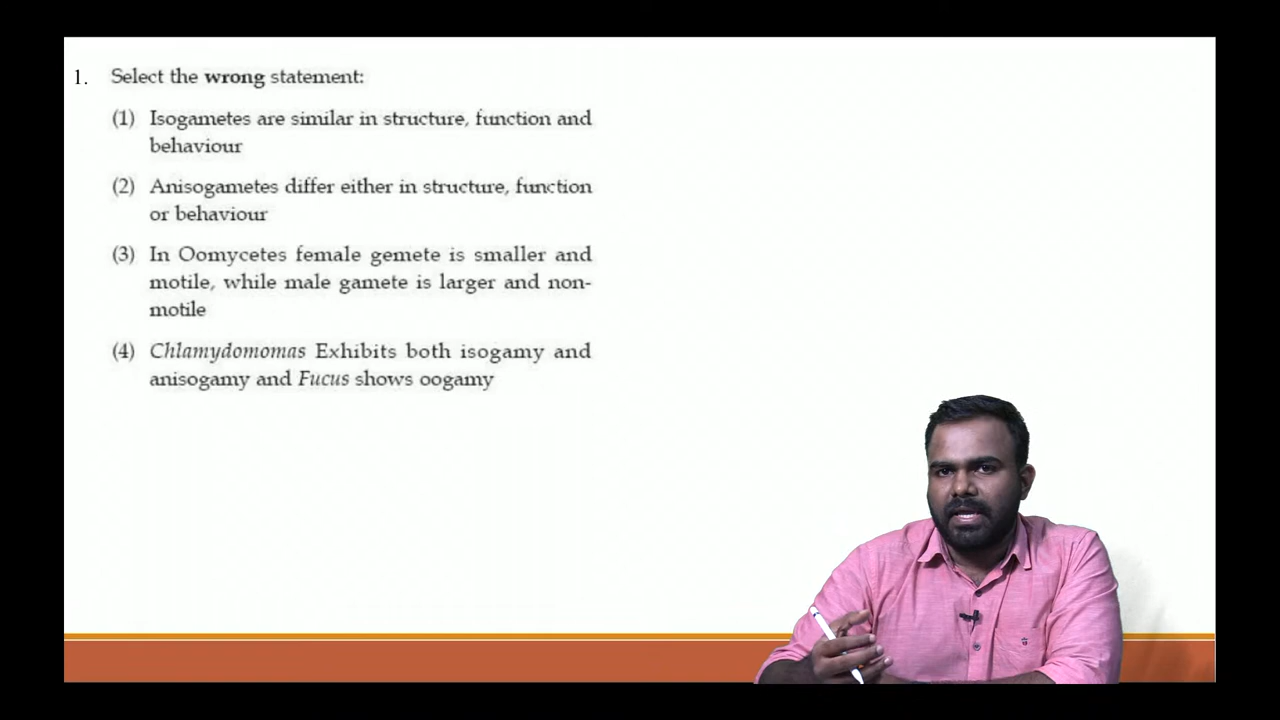 1. Select the wrong statement:
(1) Isogametes are similar in structure, function and
behaviour
(2) Anisogametes differ either in structure, function
or behaviour
(3) In Oomycetes female gemete is smaller and
motile, while male gamete is larger and non-
motile
(4) Chlamydomomas Exhibits both isogamy and
anisogamy and Fucus shows oogamy